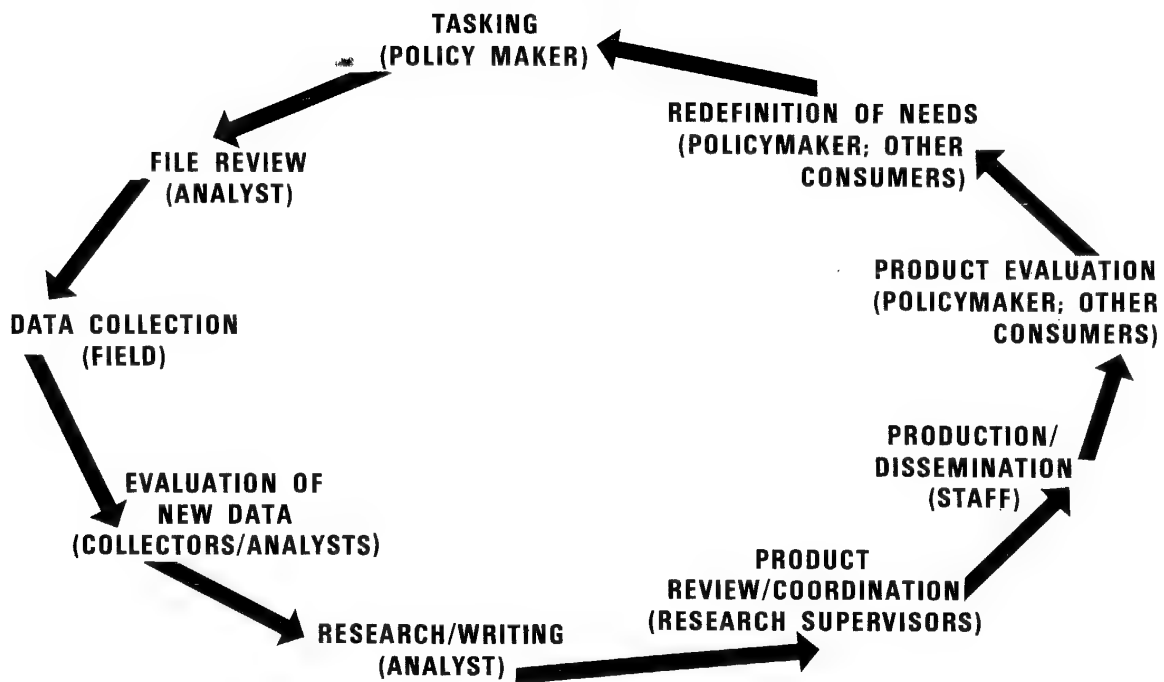 TASKING
(POLICY MAKER)
FILE REVIEW
(ANALYST)
DATA COLLECTION
(FIELD)
EVALUATION OF
NEW DATA
(COLLECTORS/ANALYSTS)
RESEARCH/WRITING
(ANALYST)
PRODUCT
REVIEW/COORDINATION
(RESEARCH SUPERVISORS)
PRODUCTION/
DISSEMINATION
(STAFF)
PRODUCT EVALUATION
(POLICYMAKER; OTHER
CONSUMERS)
REDEFINITION OF NEEDS
(POLICYMAKER; OTHER
CONSUMERS)